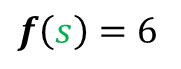 f(s) = 6